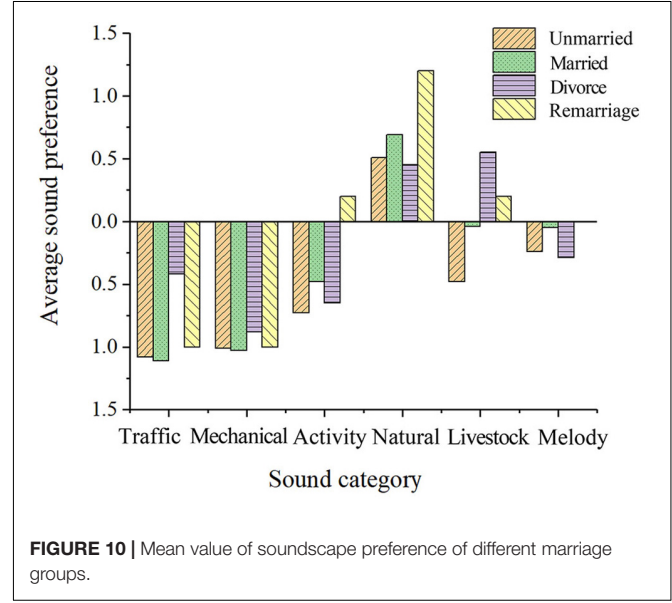 1.5
1.0
0.5
0.0
0.5
1.0
1.5
Average sound preference
Unmarried
Married
Divorce
Remarriage
Traffic Mechanical Activity Natural Livestock Melody
Sound category
FIGURE 10 | Mean value of soundscape preference of different marriage
groups.